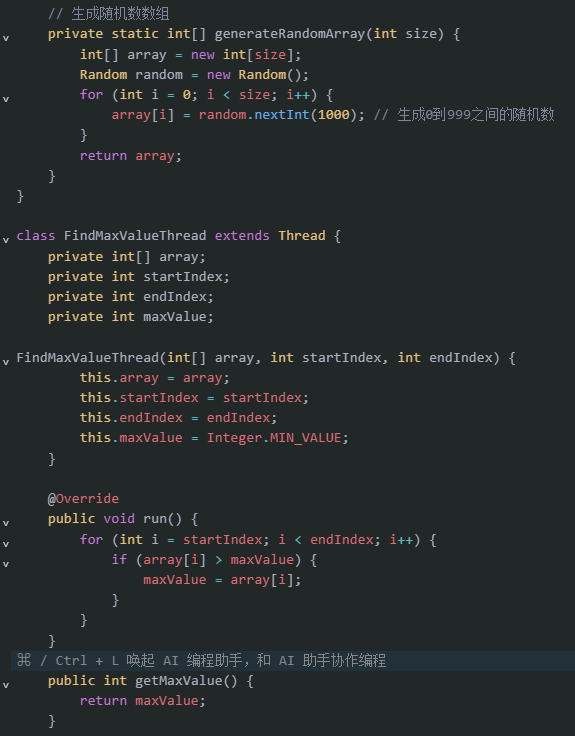 // 生成随机数数组
private static int[] generateRandomArray(int size) {
int[] array = new int[size];
Random random = new Random();
for (int i = 0; i < size; i++) {
array[i] = random.nextInt(1000); // 生成0到999之间的随机数
}
return array;
}
}
class FindMaxValueThread extends Thread {
private int[] array;
private int startIndex;
private int endIndex;
private int maxValue;
FindMaxValueThread(int[] array, int startIndex, int endIndex) {
this.array = array;
this.startIndex = startIndex;
this.endIndex = endIndex;
this.maxValue = Integer.MIN_VALUE;
}
@Override
public void run() {
for (int i = startIndex; i < endIndex; i++) {
if (array[i] > maxValue) {
maxValue = array[i];
}
}
}
⌘ / Ctrl + L 唤起 AI 编程助手，和 AI 助手协作编程
public int getMaxValue() {
return maxValue;
}